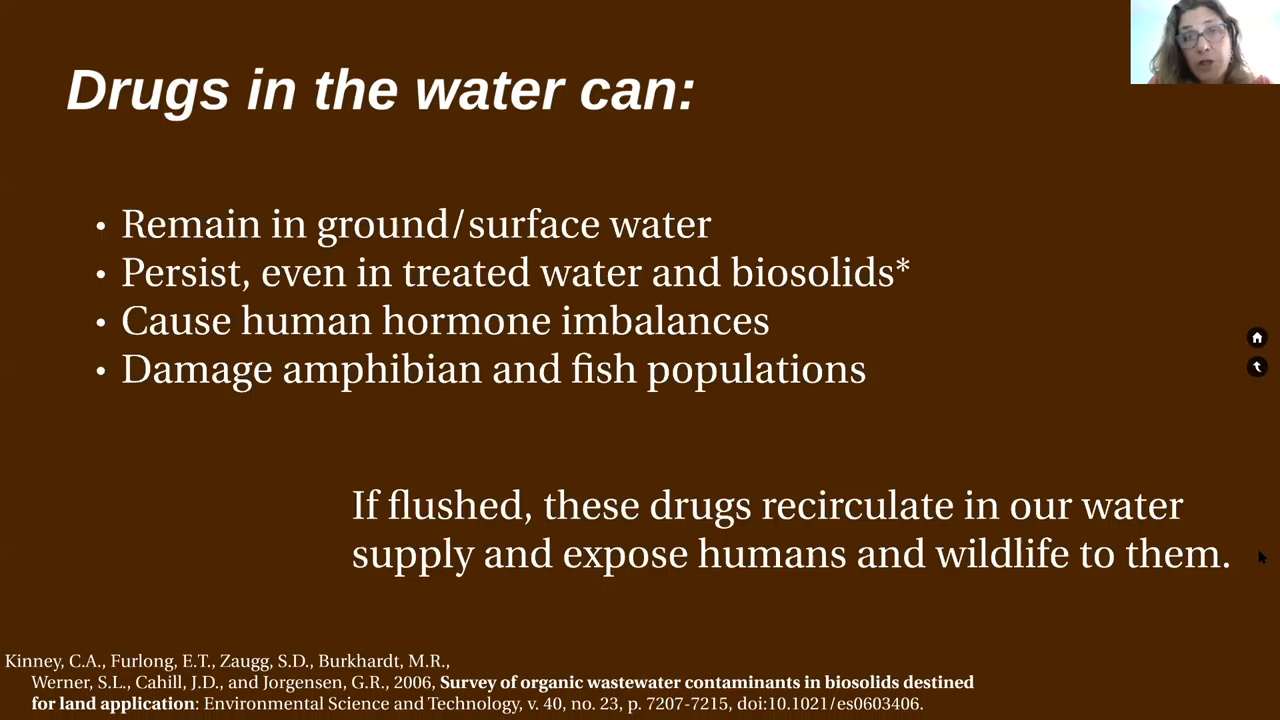 Drugs in the water can:
• Remain in ground/surface water
• Persist, even in treated water and biosolids*
• Cause human hormone imbalances
• Damage amphibian and fish populations
If flushed, these drugs recirculate in our water
supply and expose humans and wildlife to them.
Kinney, C.A., Furlong, E.T., Zaugg, S.D., Burkhardt, M.R.,
Werner, S.L., Cahill, J.D., and Jorgensen, G.R., 2006, Survey of organic wastewater contaminants in biosolids destined
for land application: Environmental Science and Technology, v. 40, no. 23, p. 7207-7215, doi:10.1021/es0603406.